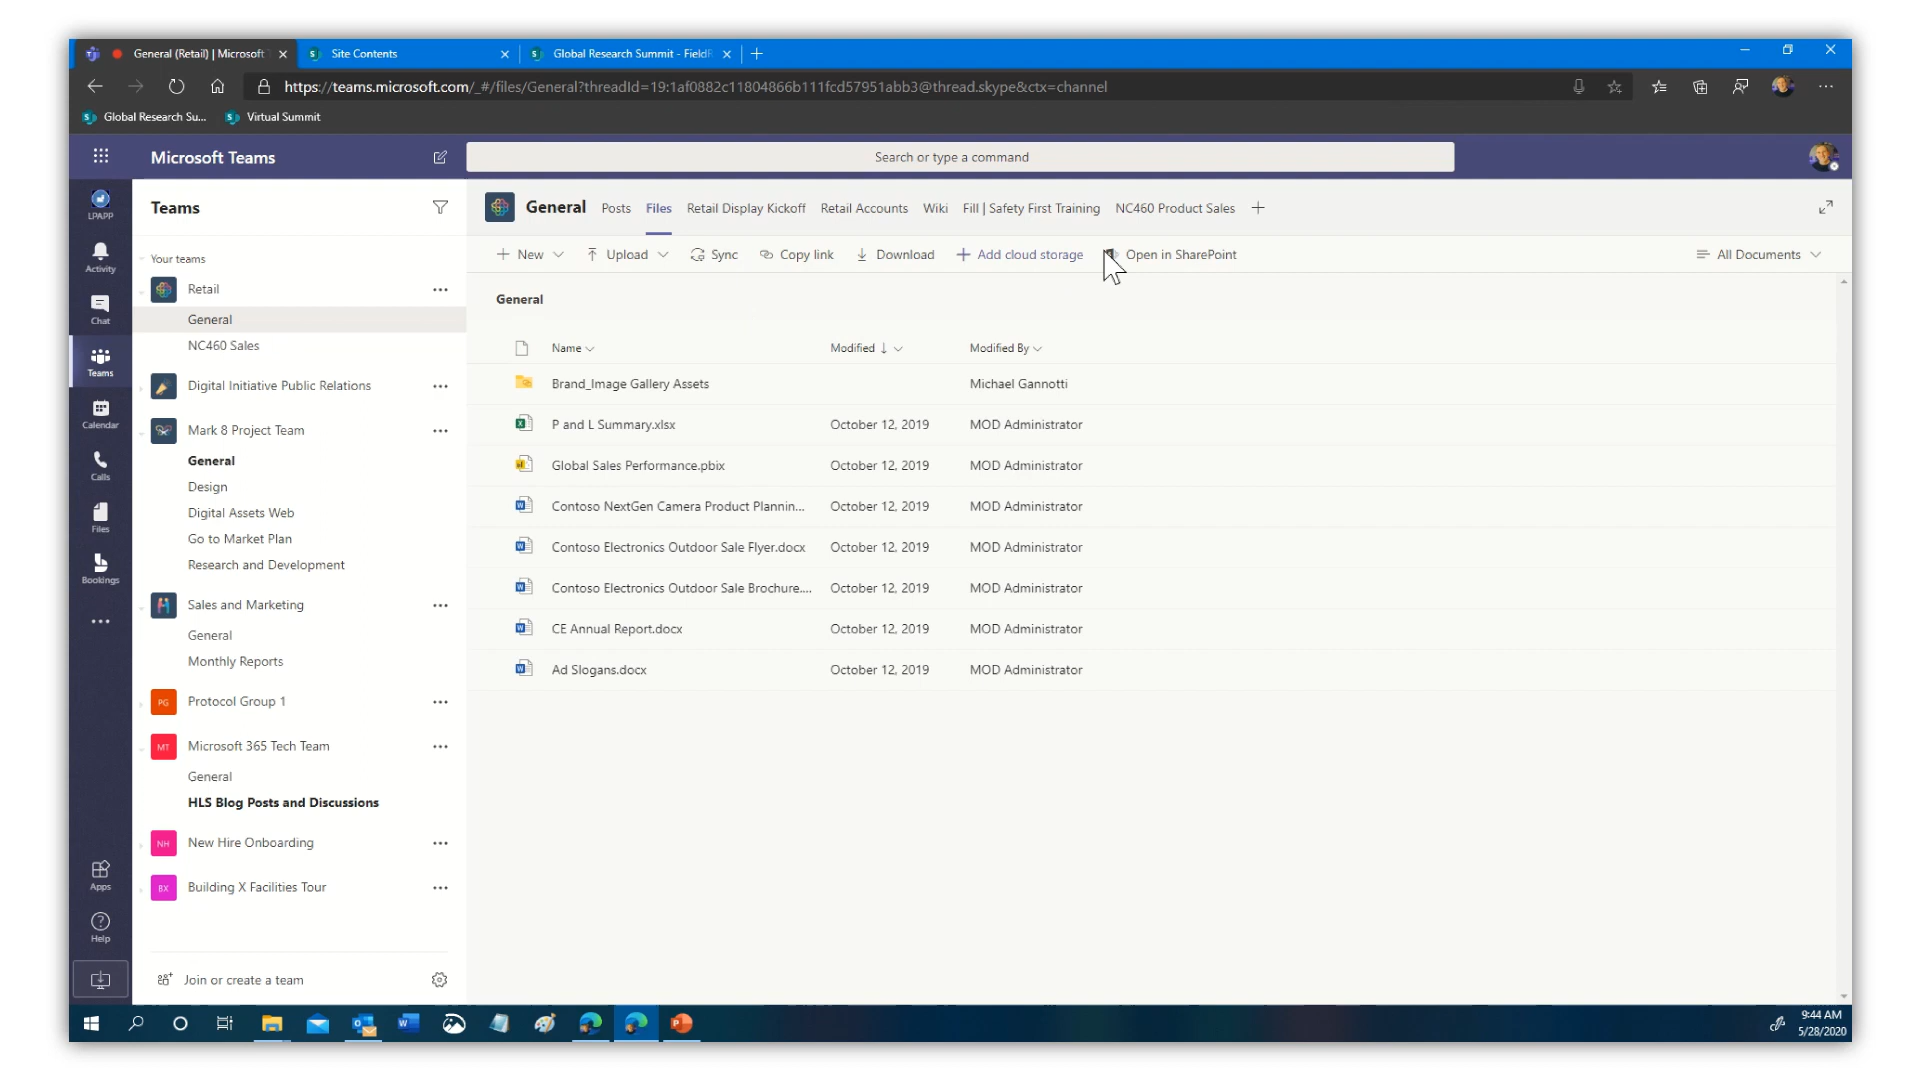 General (Retail) | Microsoft
Site Contents
Global Research Summit - FieldF
https://teams.microsoft.com/_#/files/General?threadId=19:1af0882c11804866b111fcd57951abb3@thread.skype&ctx=channel
Global Research Su...
Virtual Summit
Microsoft Teams
Search or type a command
LPAPP
Activity
Chat
Teams
Calendar
Calls
Files
Bookings
Apps
Help
Teams
Your teams
Retail
General
NC460 Sales
Digital Initiative Public Relations
Mark 8 Project Team
General
Design
Digital Assets Web
Go to Market Plan
Research and Development
Sales and Marketing
General
Monthly Reports
PG Protocol Group 1
MT Microsoft 365 Tech Team
General
HLS Blog Posts and Discussions
NH New Hire Onboarding
BX Building X Facilities Tour
Join or create a team
General Posts Files Retail Display Kickoff Retail Accounts Wiki Fill | Safety First Training NC460 Product Sales
New Upload Sync Copy link Download Add cloud storage Open in SharePoint All Documents
General
Name Modified Modified By
Brand_Image Gallery Assets Michael Gannotti
P and L Summary.xlsx October 12, 2019 MOD Administrator
Global Sales Performance.pbix October 12, 2019 MOD Administrator
Contoso NextGen Camera Product Plannin... October 12, 2019 MOD Administrator
Contoso Electronics Outdoor Sale Flyer.docx October 12, 2019 MOD Administrator
Contoso Electronics Outdoor Sale Brochure.... October 12, 2019 MOD Administrator
CE Annual Report.docx October 12, 2019 MOD Administrator
Ad Slogans.docx October 12, 2019 MOD Administrator
9:44 AM
5/28/2020